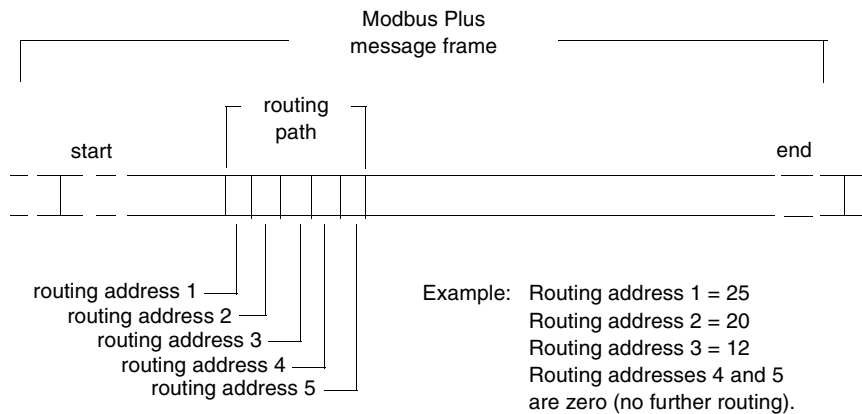 Modbus Plus
message frame
routing
path
start
end
routing address 1
routing address 2
routing address 3
routing address 4
routing address 5
Example: Routing address 1 = 25
Routing address 2 = 20
Routing address 3 = 12
Routing addresses 4 and 5
are zero (no further routing).